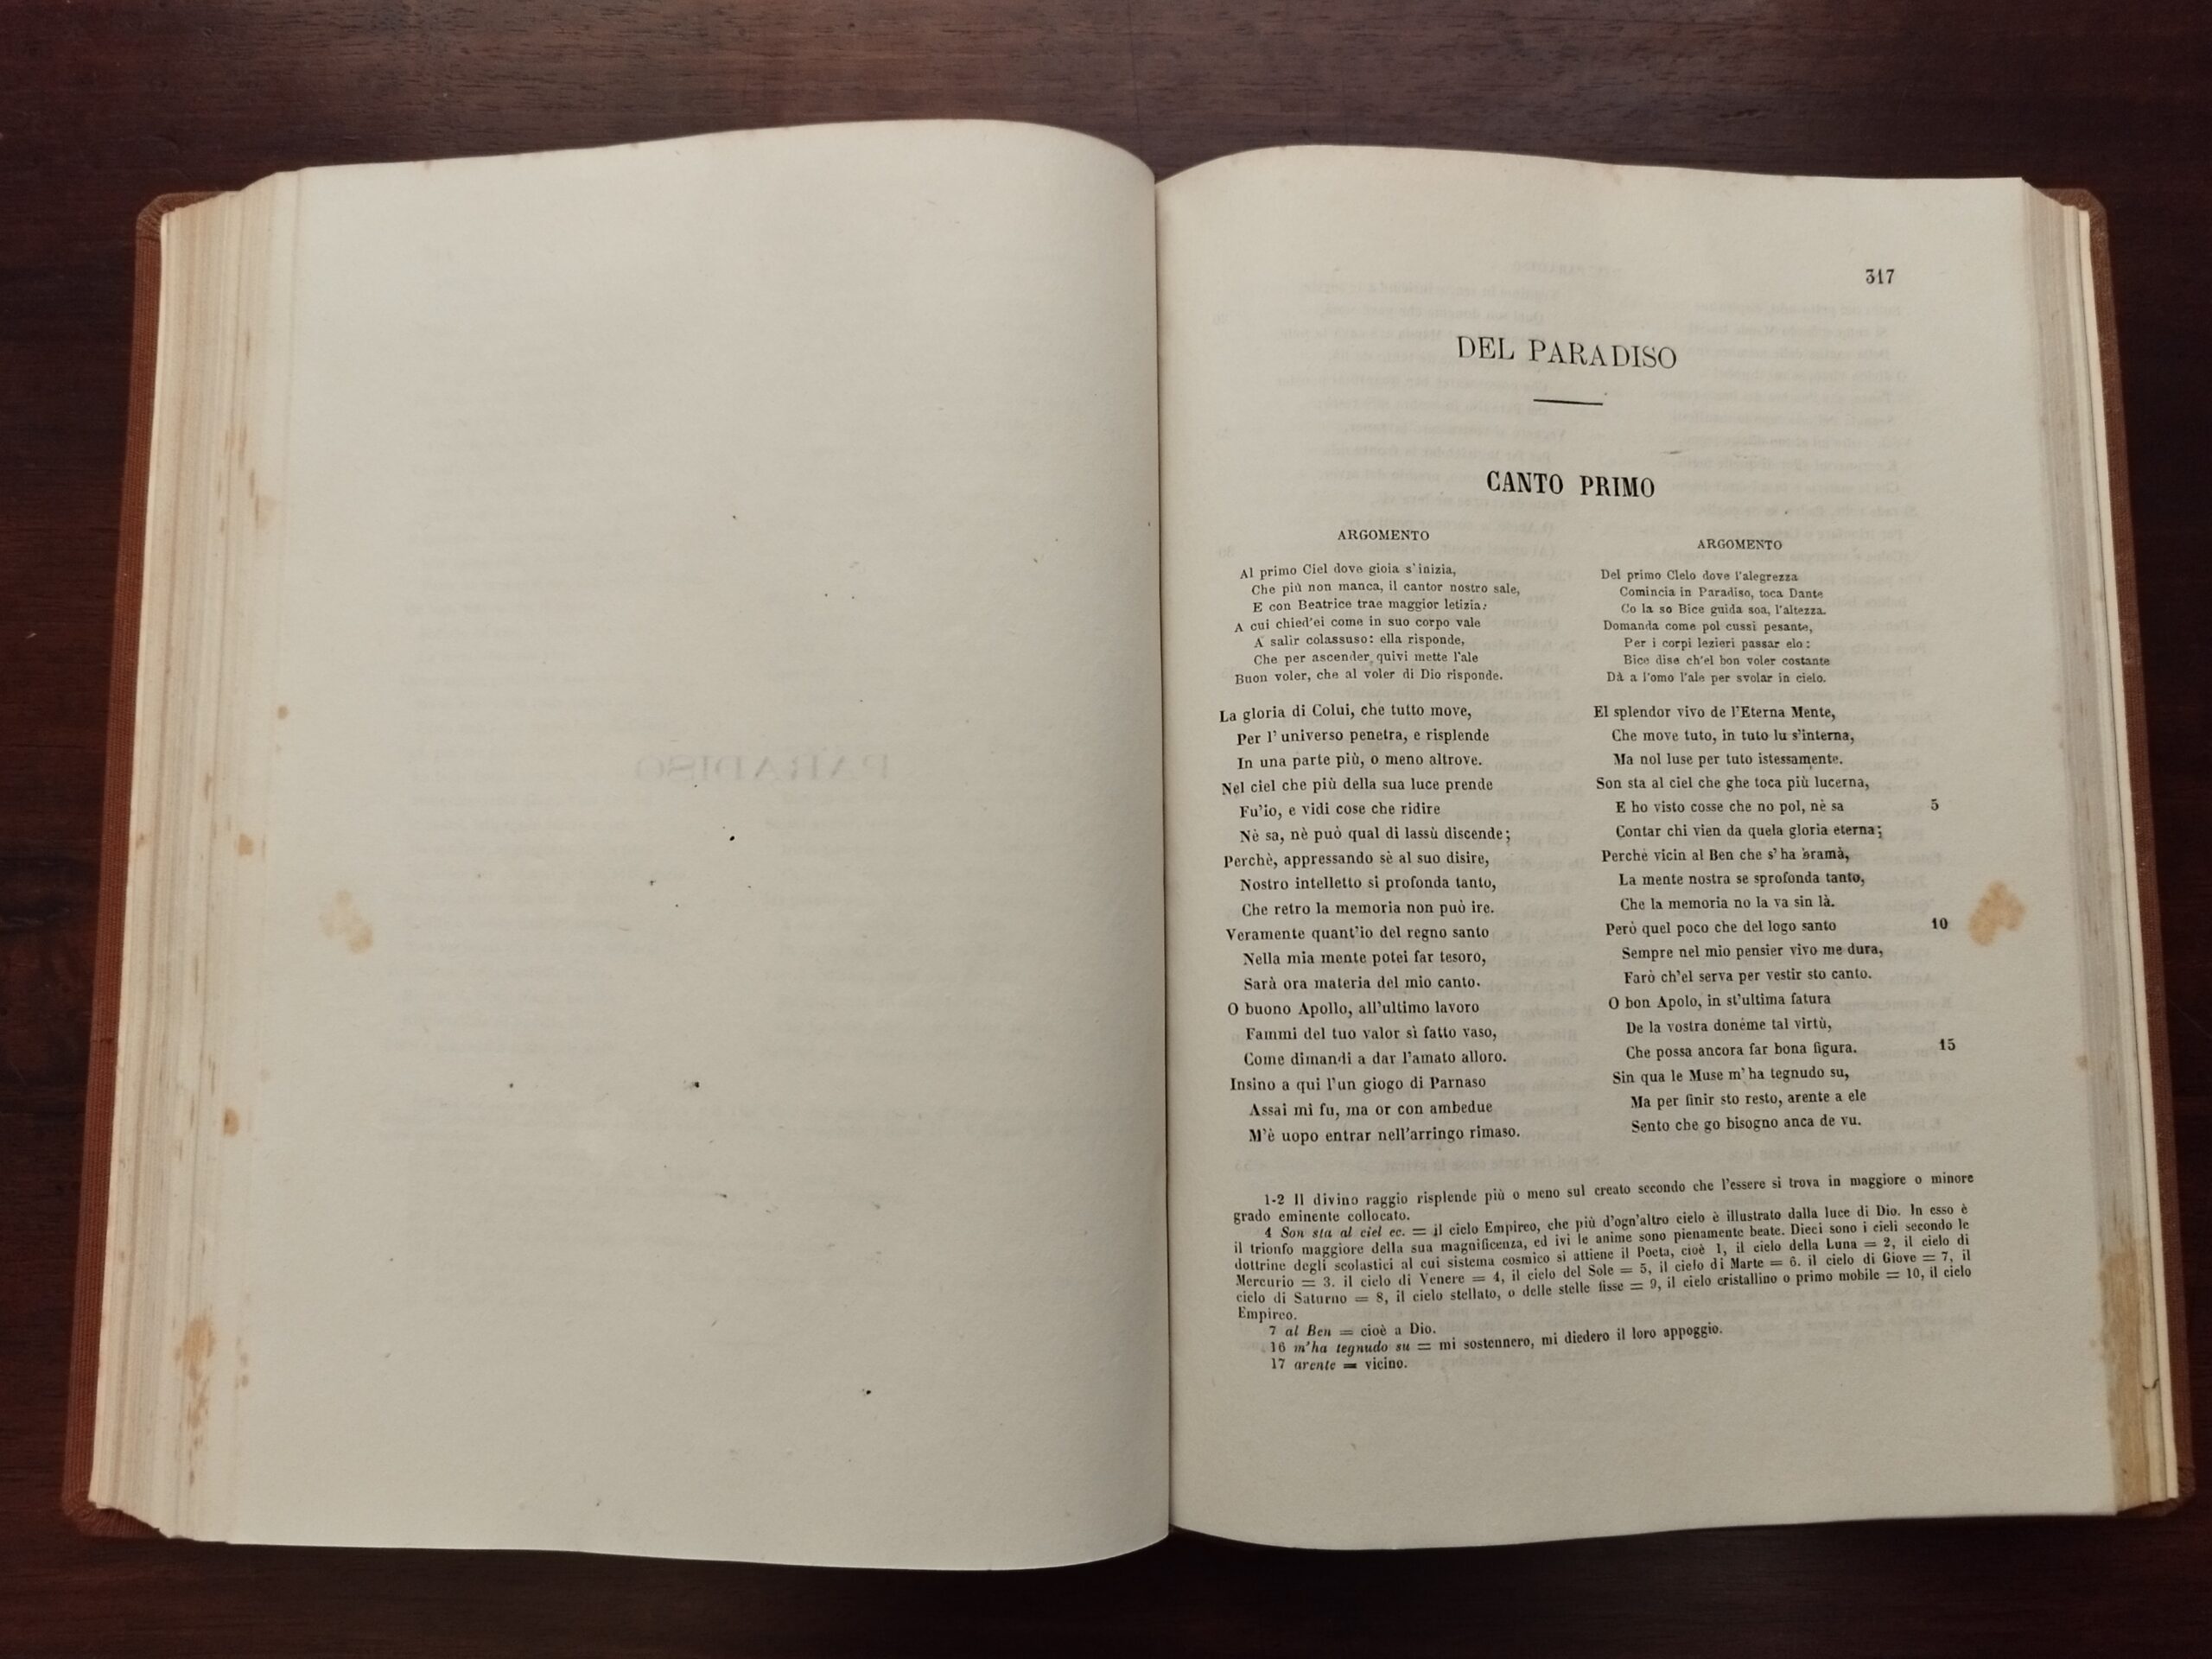 PARADISO
317
DEL PARADISO
CANTO PRIMO
ARGOMENTO
Al primo Ciel dove gioia s'inizia,
Che più non manca, il cantor nostro sale,
E con Beatrice trae maggior letizia:
A cui chied'ei come in suo corpo vale
A salir colassuso: ella risponde,
Che per ascender quivi mette l'ale
Buon voler, che al voler di Dio risponde.
La gloria di Colui, che tutto move,
Per l'universo penetra, e risplende
In una parte più, o meno altrove.
Nel ciel che più della sua luce prende
Fu'io, e vidi cose che ridire
Nè sa, nè può qual di lassù discende;
Perchè, appressando sè al suo disire,
Nostro intelletto si profonda tanto,
Che retro la memoria non può ire.
Veramente quant'io del regno santo
Nella mia mente potei far tesoro,
Sarà ora materia del mio canto.
O buono Apollo, all'ultimo lavoro
Fammi del tuo valor sì fatto vaso,
Come dimandi a dar l'amato alloro.
Insino a qui l'un giogo di Parnaso
Assai mi fu, ma or con ambedue
M'è uopo entrar nell'arringo rimaso.
ARGOMENTO
Del primo Cielo dove l'alegrezza
Comincia in Paradiso, toca Dante
Co la so Bice guida soa, l'altezza.
Domanda come pol cussi pesante,
Per i corpi lezieri passar elo:
Bice dise ch'el bon voler costante
Dà a l'omo l'ale per svolar in cielo.
El splendor vivo de l'Eterna Mente,
Che move tuto, in tuto lu s'interna,
Ma nol luse per tuto istessamente.
Son sta al ciel che ghe toca più lucerna,
E ho visto cosse che no pol, nè sa 5
Contar chi vien da quela gloria eterna;
Perchè vicin al Ben che s'ha bramà,
La mente nostra se sprofonda tanto,
Che la memoria no la va sin là.
Però quel poco che del logo santo 10
Sempre nel mio pensier vivo me dura,
Farò ch'el serva per vestir sto canto.
O bon Apolo, in st'ultima fatura
De la vostra donéme tal virtù,
Che possa ancora far bona figura. 15
Sin qua le Muse m'ha tegnudo su,
Ma per finir sto resto, arente a ele
Sento che go bisogno anca de vu.
1-2 Il divino raggio risplende più o meno sul creato secondo che l'essere si trova in maggiore o minore
grado eminente collocato.
4 Son sta al ciel ec. = il cielo Empireo, che più d'ogn'altro cielo è illustrato dalla luce di Dio. In esso è
il trionfo maggiore della sua magnificenza, ed ivi le anime sono pienamente beate. Dieci sono i cieli secondo le
dottrine degli scolastici al cui sistema cosmico si attiene il Poeta, cioè 1, il cielo della Luna = 2, il cielo di
Mercurio = 3. il cielo di Venere = 4, il cielo del Sole = 5, il cielo di Marte = 6. il cielo di Giove = 7, il
cielo di Saturno = 8, il cielo stellato, o delle stelle fisse = 9, il cielo cristallino o primo mobile = 10, il cielo
Empireo.
7 al Ben = cioè a Dio.
16 m'ha tegnudo su = mi sostennero, mi diedero il loro appoggio.
17 arente = vicino.